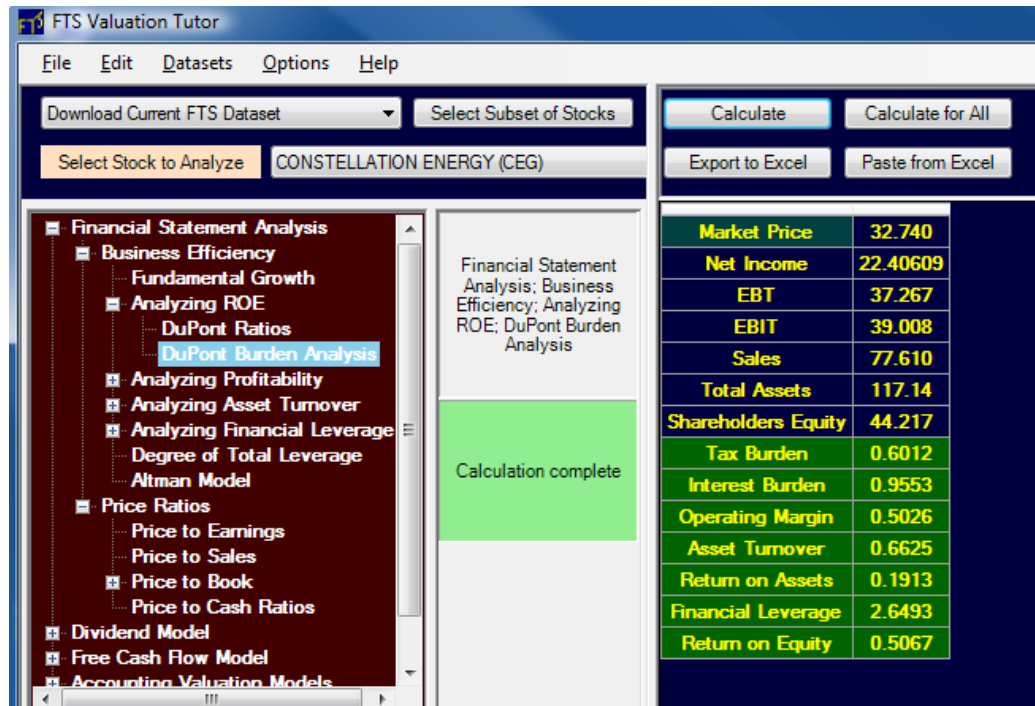 FTS Valuation Tutor
File Edit Datasets Options Help
Download Current FTS Dataset
Select Subset of Stocks
Select Stock to Analyze
CONSTELLATION ENERGY (CEG)
Calculate
Calculate for All
Export to Excel
Paste from Excel
Financial Statement Analysis
Business Efficiency
Fundamental Growth
Analyzing ROE
DuPont Ratios
DuPont Burden Analysis
Analyzing Profitability
Analyzing Asset Turnover
Analyzing Financial Leverage
Degree of Total Leverage
Altman Model
Price Ratios
Price to Earnings
Price to Sales
Price to Book
Price to Cash Ratios
Dividend Model
Free Cash Flow Model
Accounting Valuation Models
Financial Statement
Analysis; Business
Efficiency; Analyzing
ROE; DuPont Burden
Analysis
Calculation complete
Market Price 32.740
Net Income 22.40609
EBT 37.267
EBIT 39.008
Sales 77.610
Total Assets 117.14
Shareholders Equity 44.217
Tax Burden 0.6012
Interest Burden 0.9553
Operating Margin 0.5026
Asset Turnover 0.6625
Return on Assets 0.1913
Financial Leverage 2.6493
Return on Equity 0.5067